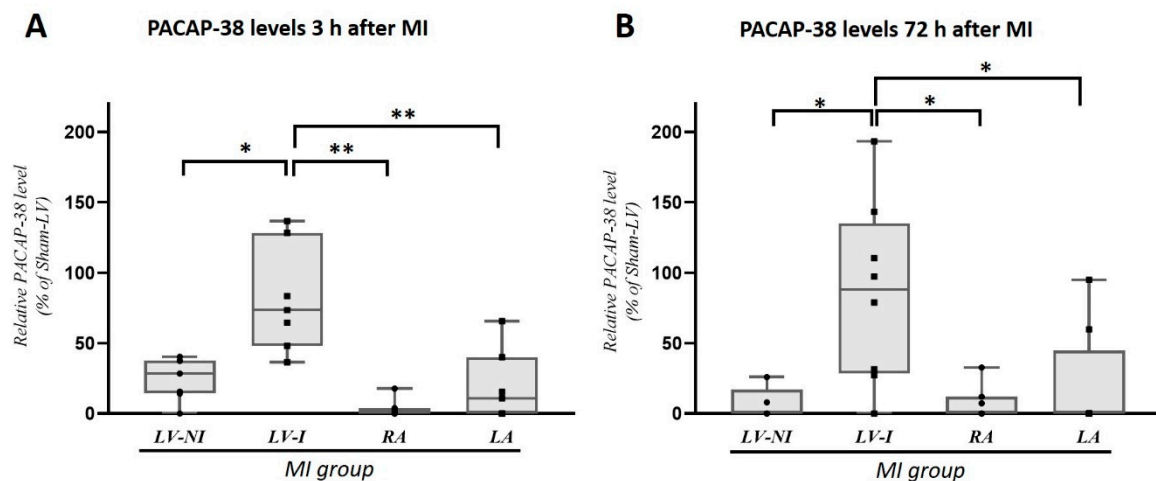 A
PACAP-38 levels 3 h after MI
Relative PACAP-38 level
(% of Sham-LV)
200
150
100
50
0
*
**
**
LV-NI
LV-I
RA
LA
MI group
B
PACAP-38 levels 72 h after MI
Relative PACAP-38 level
(% of Sham-LV)
200
150
100
50
0
*
*
*
LV-NI
LV-I
RA
LA
MI group